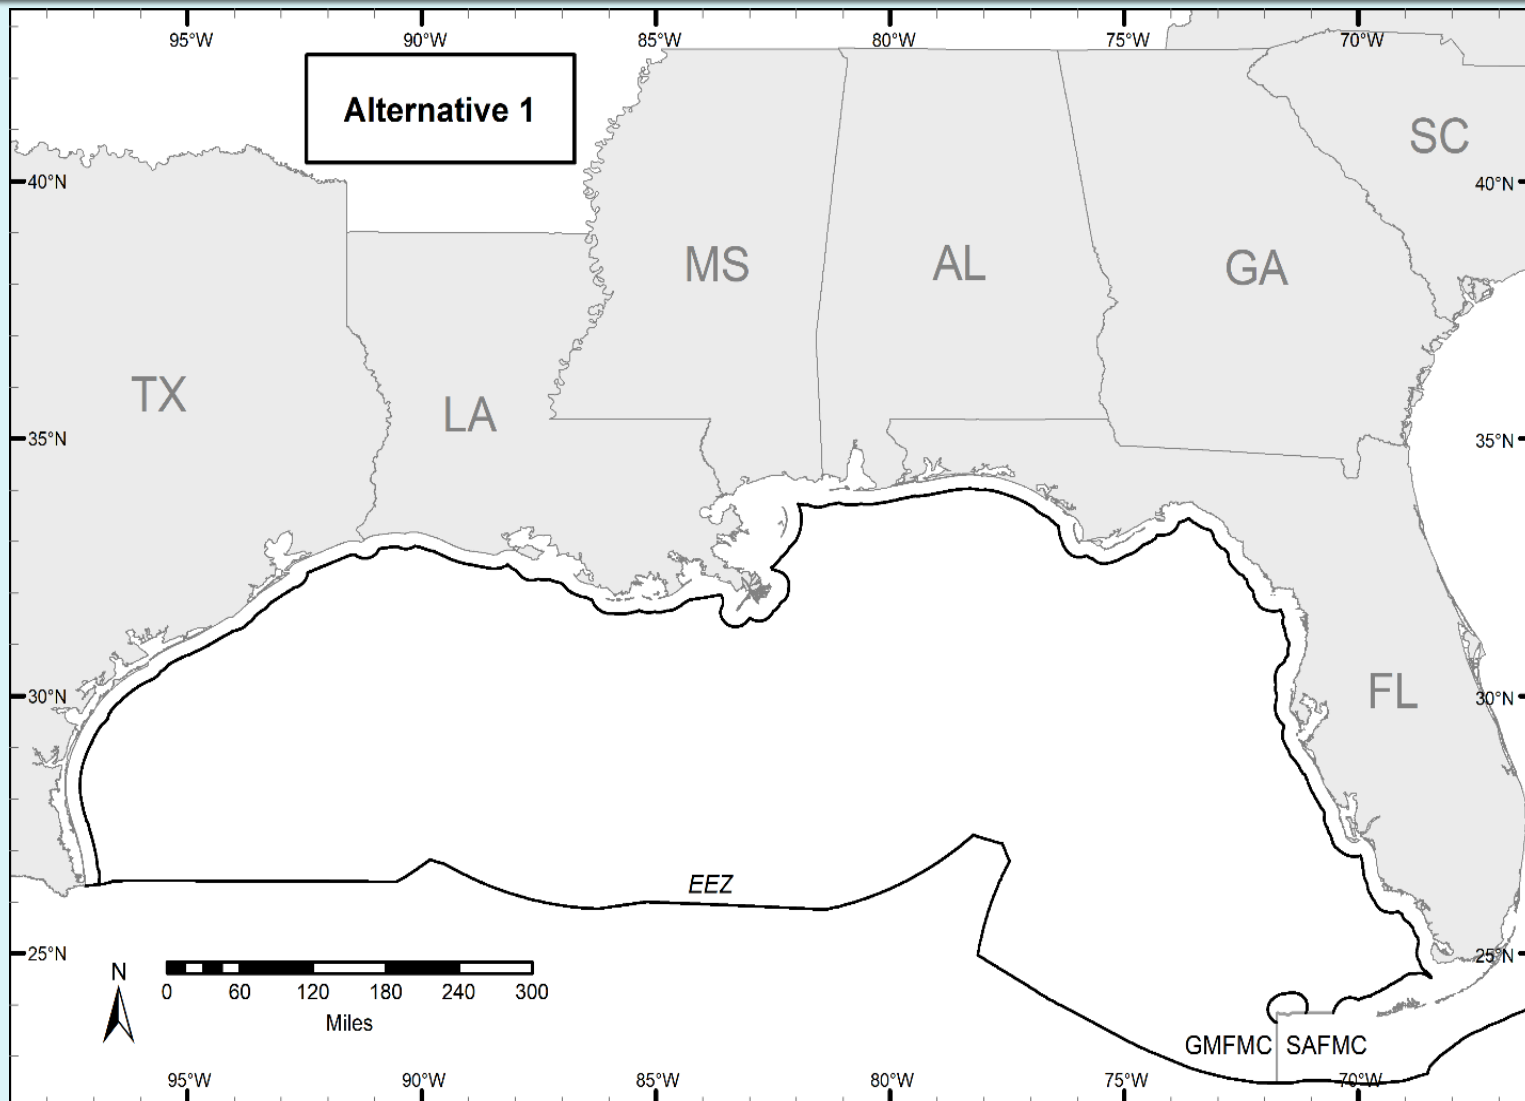 95°W 90°W 85°W 80°W 75°W 70°W
Alternative 1
SC
40°N 40°N
MS AL GA
TX LA
35°N 35°N
30°N FL 30°N
EEZ
25°N 25°N
N
0 60 120 180 240 300
Miles
GMFMC SAFMC
95°W 90°W 85°W 80°W 75°W 70°W